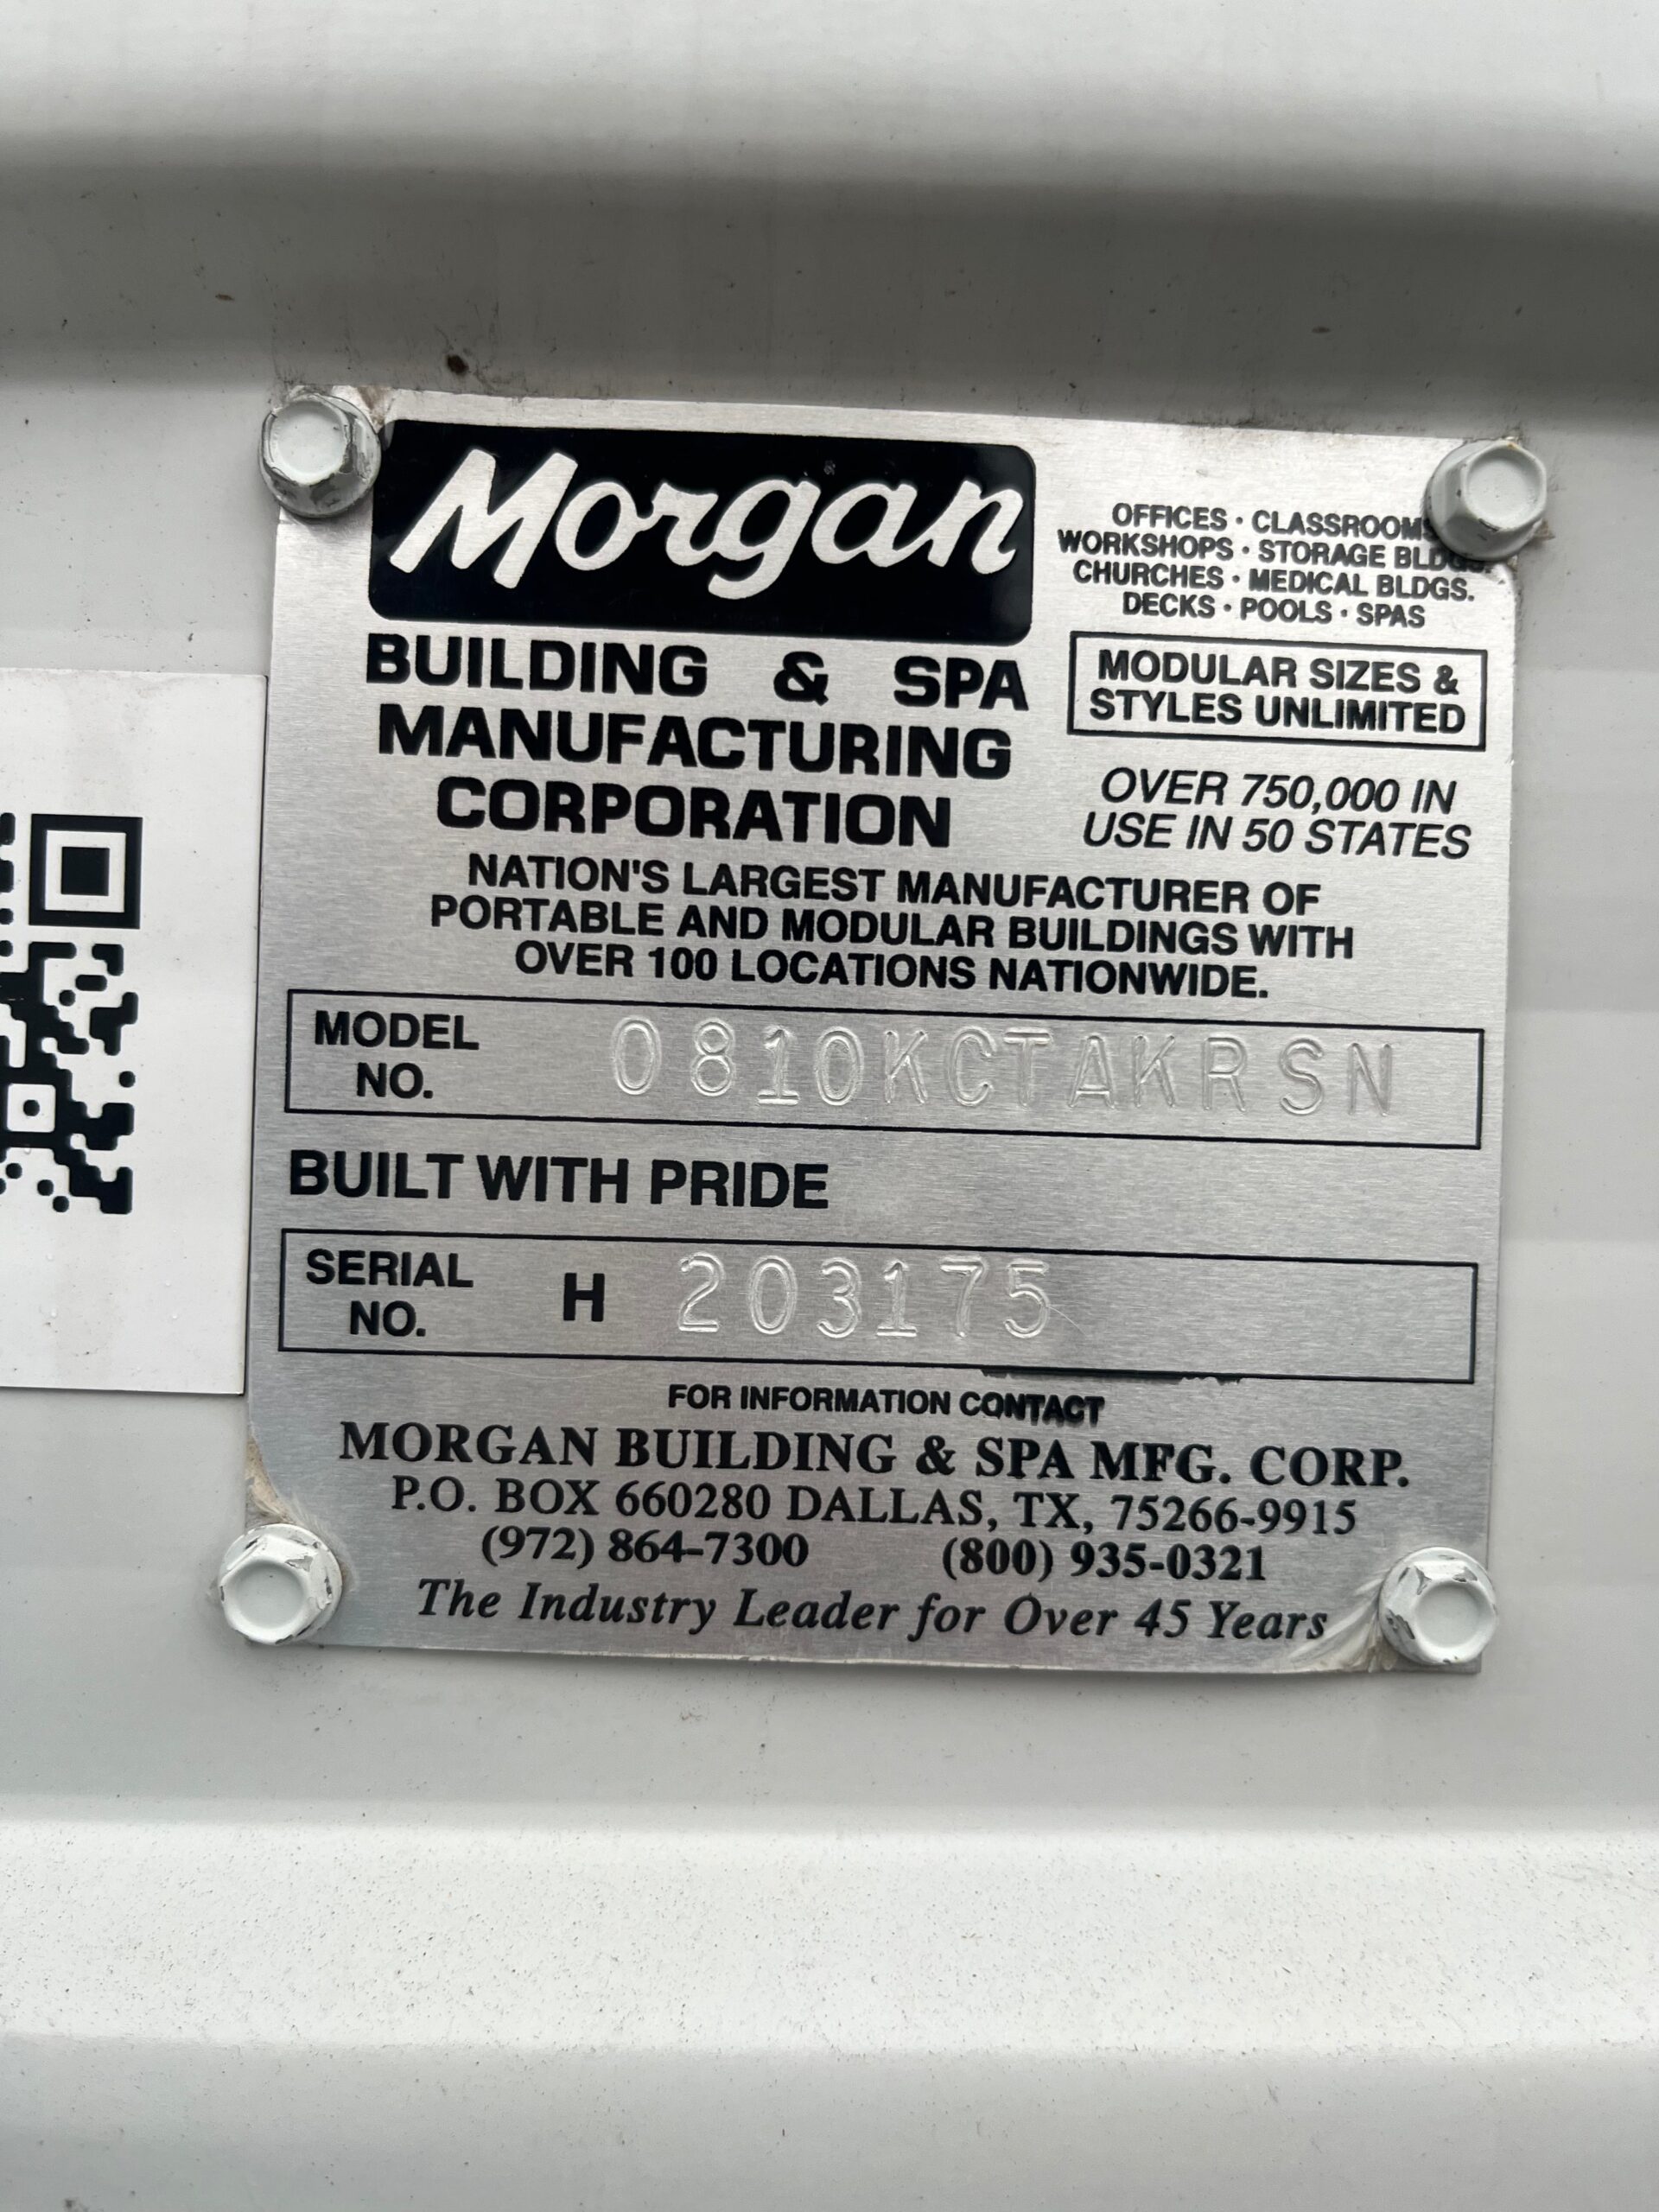 Morgan
BUILDING & SPA
MANUFACTURING
CORPORATION
OFFICES · CLASSROOMS
WORKSHOPS · STORAGE BLDGS.
CHURCHES · MEDICAL BLDGS.
DECKS · POOLS · SPAS
MODULAR SIZES &
STYLES UNLIMITED
OVER 750,000 IN
USE IN 50 STATES
NATION'S LARGEST MANUFACTURER OF
PORTABLE AND MODULAR BUILDINGS WITH
OVER 100 LOCATIONS NATIONWIDE.
MODEL NO. 0810KCTAKRSN
BUILT WITH PRIDE
SERIAL NO. H 203175
FOR INFORMATION CONTACT
MORGAN BUILDING & SPA MFG. CORP.
P.O. BOX 660280 DALLAS, TX, 75266-9915
(972) 864-7300 (800) 935-0321
The Industry Leader for Over 45 Years